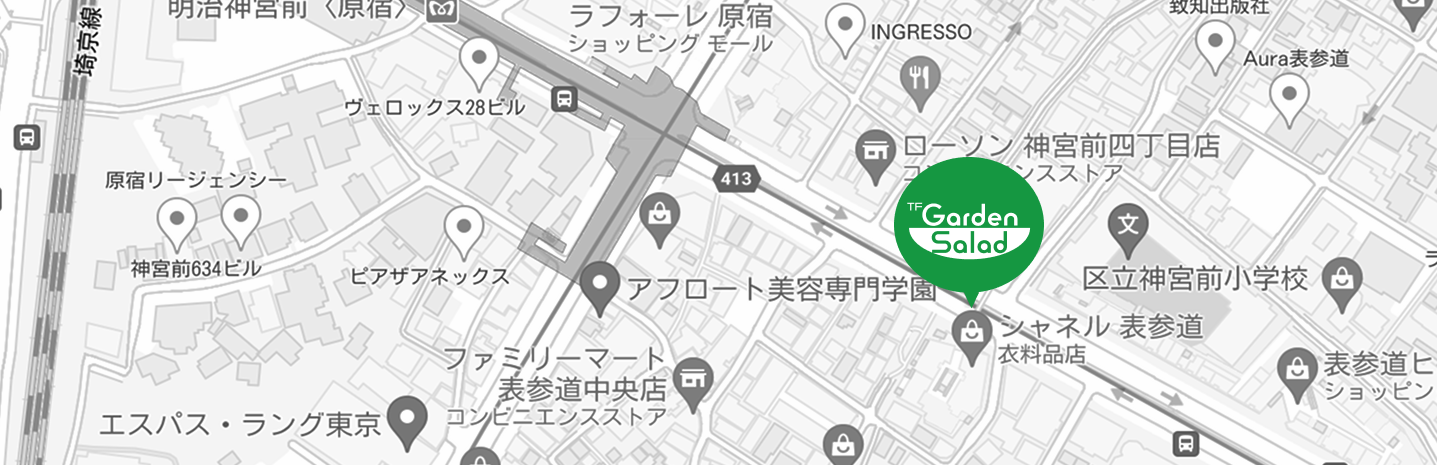 明治神宮前〈原宿〉
埼京線
ラフォーレ 原宿
ショッピング モール
INGRESSO
致知出版社
Aura表参道
ヴェロックス28ビル
ローソン 神宮前四丁目店
コンビニエンスストア
413
原宿リージェンシー
TF
Garden
Salad
文
神宮前634ビル
ピアザアネックス
アフロート美容専門学園
区立神宮前小学校
シャネル 表参道
衣料品店
ファミリーマート
表参道中央店
コンビニエンスストア
表参道ヒ
ショッピン
エスパス・ラング東京